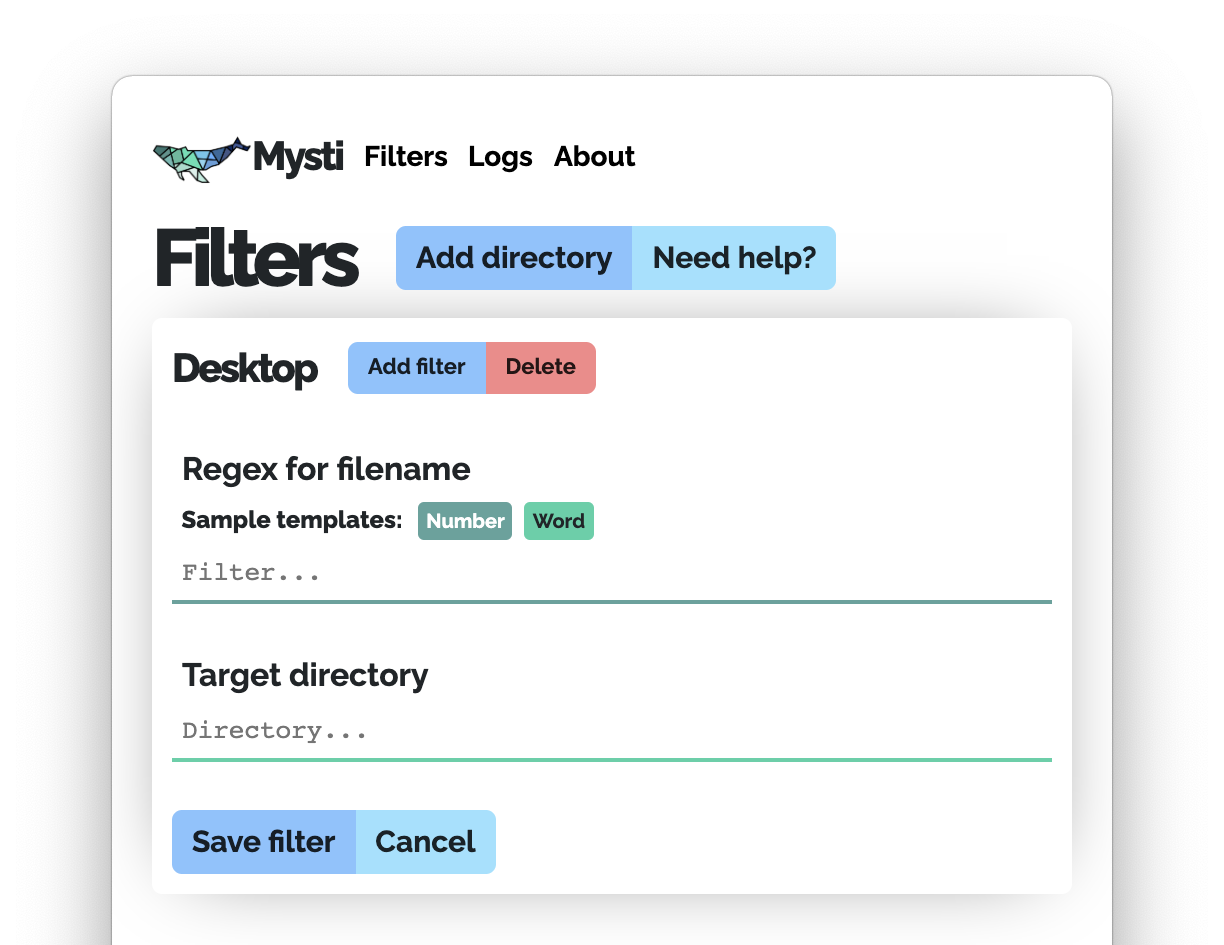 Mysti Filters Logs About
Filters Add directory Need help?
Desktop Add filter Delete
Regex for filename
Sample templates: Number Word
Filter...
Target directory
Directory...
Save filter Cancel